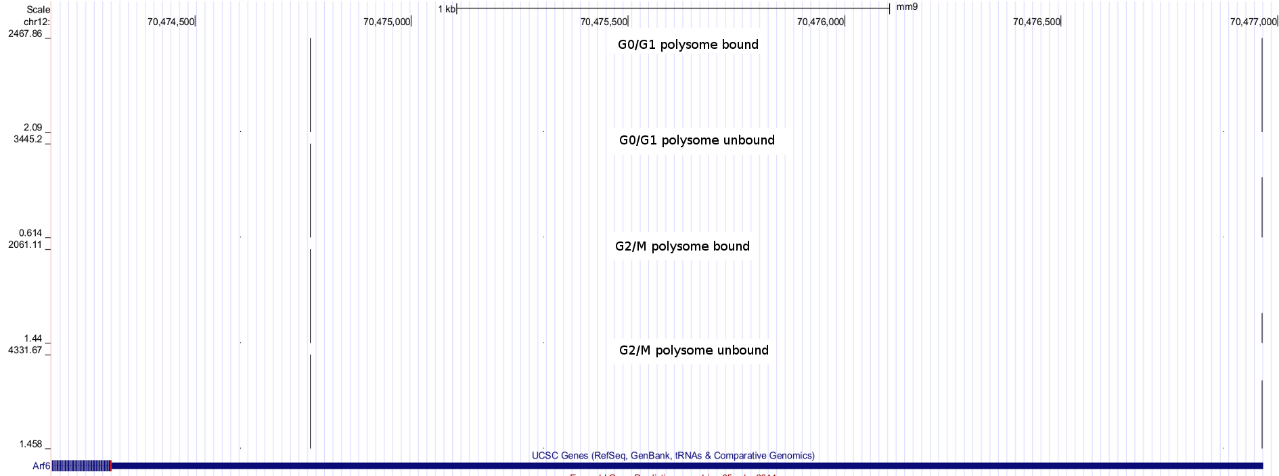 Scale 1 kb mm9
chr12: 70,474,500 70,475,000 70,475,500 70,476,000 70,476,500 70,477,000
2467.86
G0/G1 polysome bound
2.09
3445.2
G0/G1 polysome unbound
0.614
2061.11
G2/M polysome bound
1.44
4331.67
G2/M polysome unbound
1.458
UCSC Genes (RefSeq, GenBank, tRNAs & Comparative Genomics)
Arf6